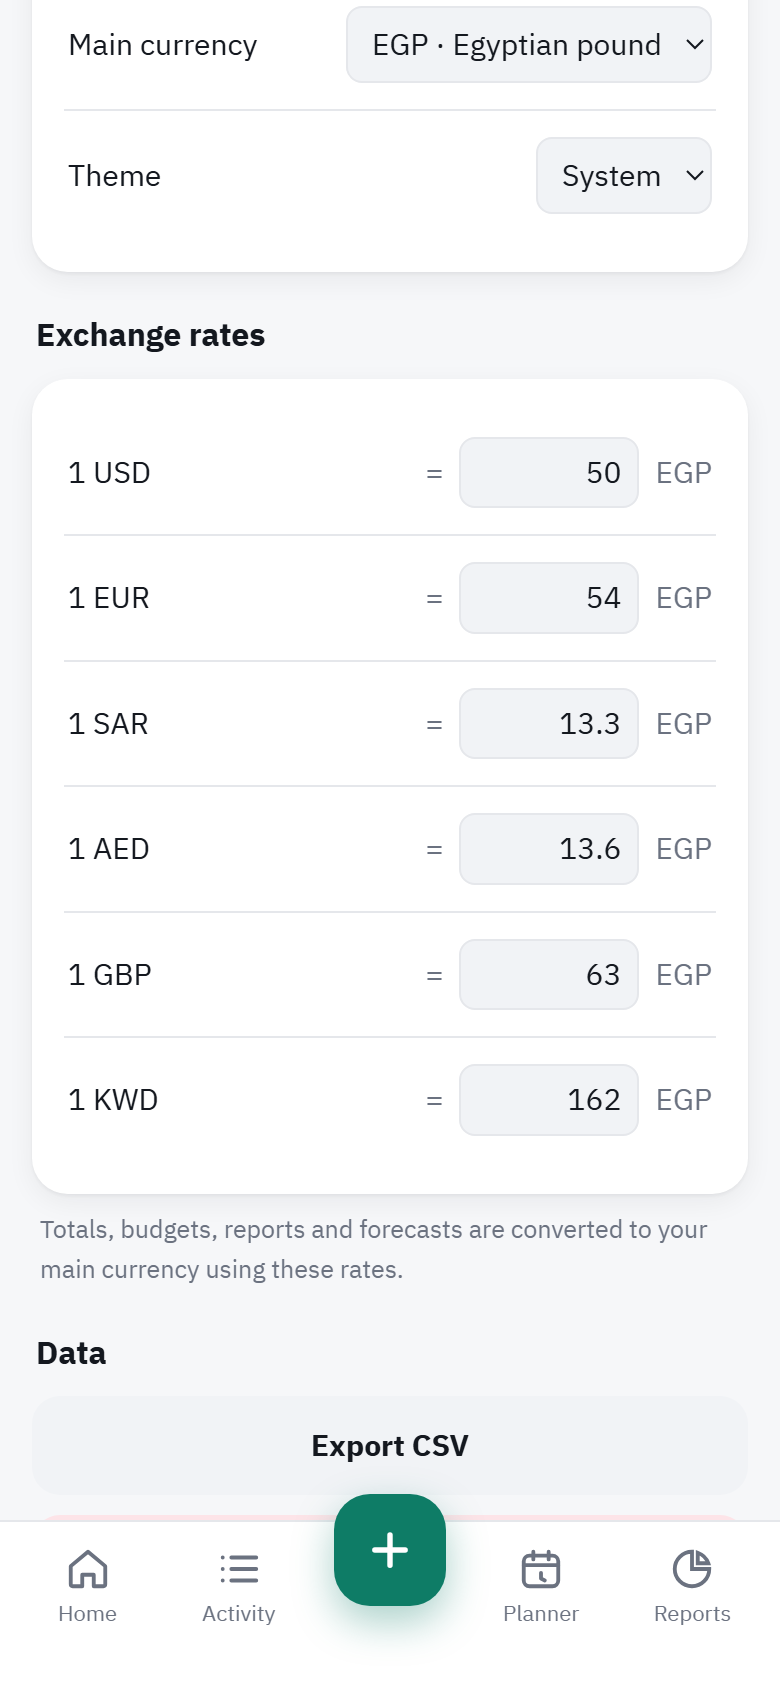 Main currency
EGP · Egyptian pound
Theme
System
Exchange rates
1 USD = 50 EGP
1 EUR = 54 EGP
1 SAR = 13.3 EGP
1 AED = 13.6 EGP
1 GBP = 63 EGP
1 KWD = 162 EGP
Totals, budgets, reports and forecasts are converted to your
main currency using these rates.
Data
Export CSV
Home
Activity
Planner
Reports